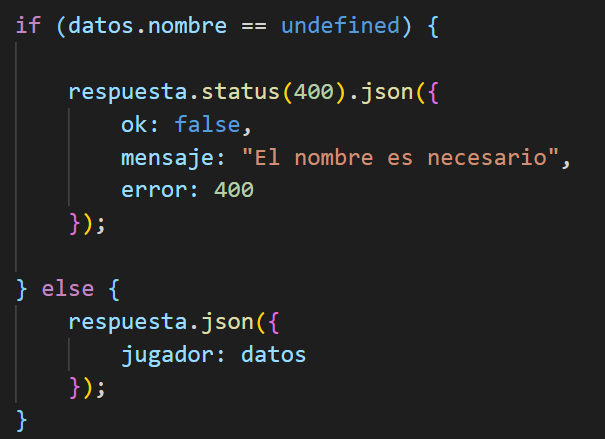 if (datos.nombre == undefined) {
respuesta.status(400).json({
ok: false,
mensaje: "El nombre es necesario",
error: 400
});
} else {
respuesta.json({
jugador: datos
});
}